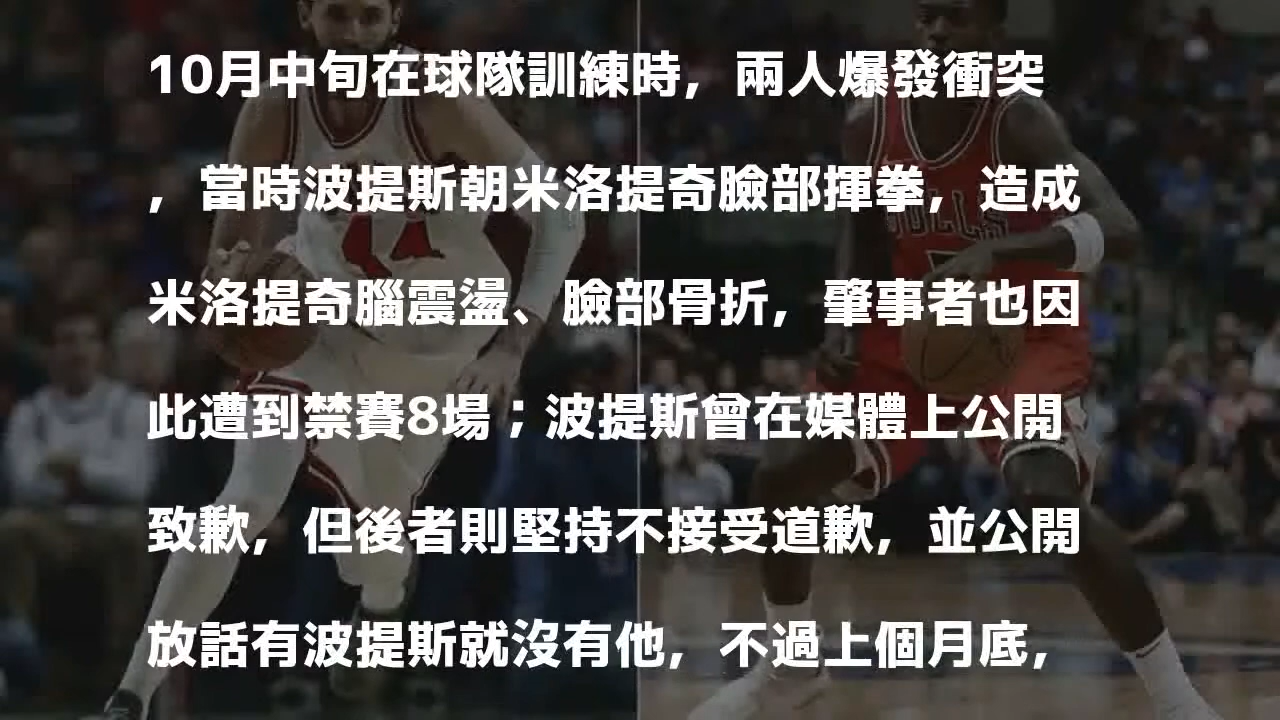 10月中旬在球隊訓練時，兩人爆發衝突
，當時波提斯朝米洛提奇臉部揮拳，造成
米洛提奇腦震盪、臉部骨折，肇事者也因
此遭到禁賽8場；波提斯曾在媒體上公開
致歉，但後者則堅持不接受道歉，並公開
放話有波提斯就沒有他，不過上個月底，
44
BULLS